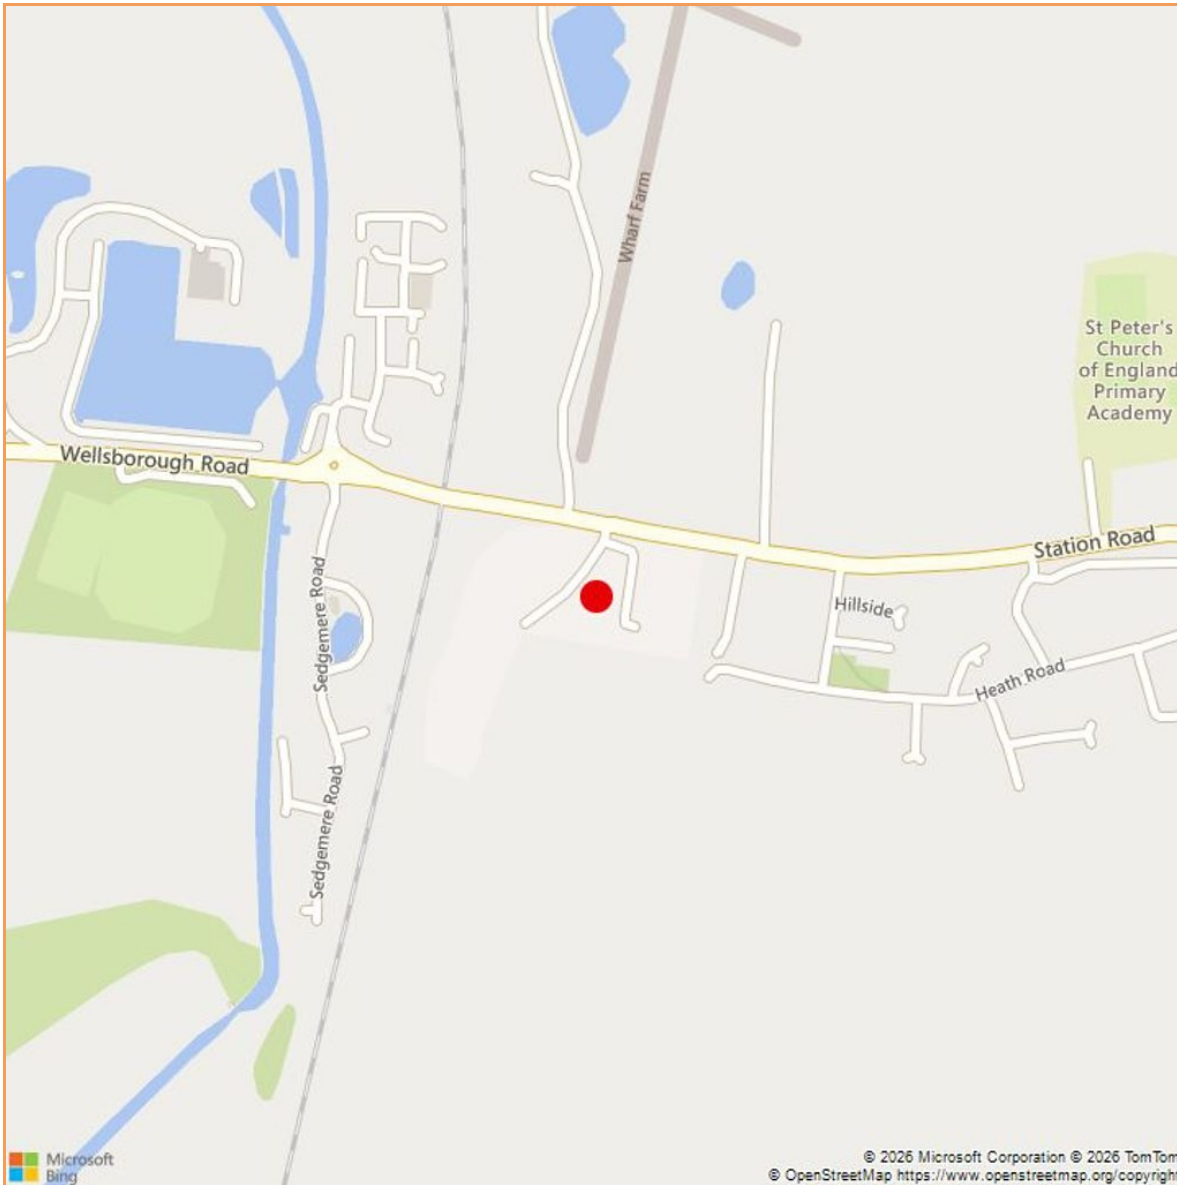 Wharf Farm
St Peter's
Church
of England
Primary
Academy
Wellsborough Road
Station Road
Sedgemere Road
Hillside
Heath Road
Sedgemere Road
Microsoft
Bing
© 2026 Microsoft Corporation © 2026 TomTom
© OpenStreetMap https://www.openstreetmap.org/copyright